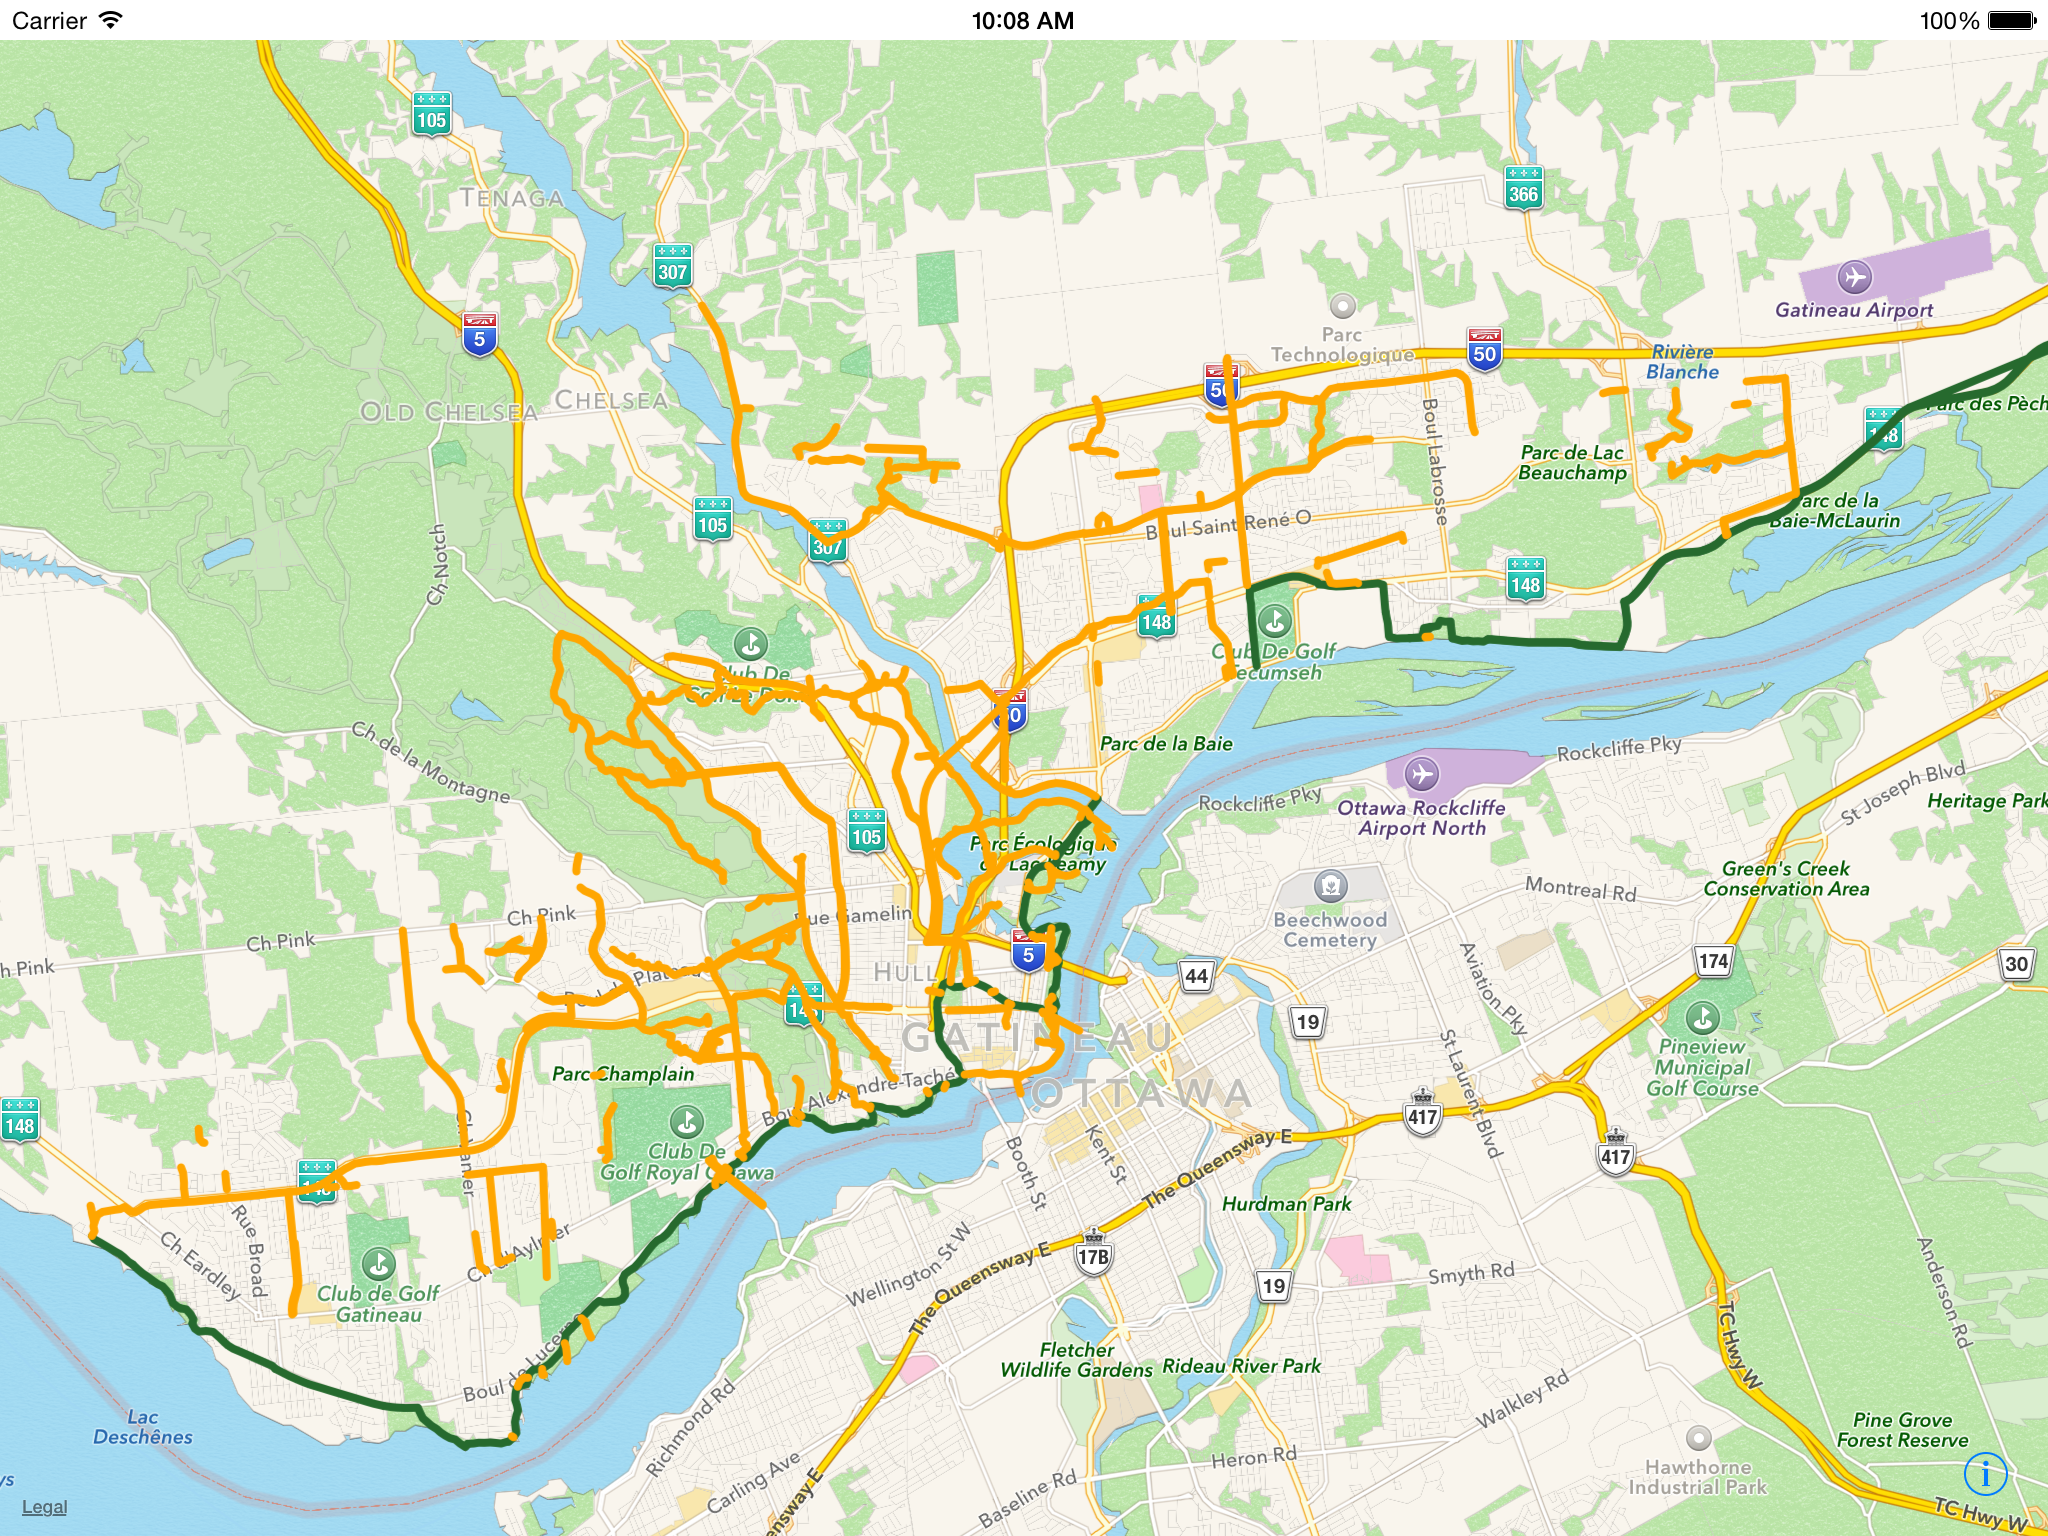 Carrier
10:08 AM
100%
105
TENAGA
366
307
Gatineau Airport
5
Parc
Technologique
50
Rivière
Blanche
50
OLD CHELSEA
CHELSEA
Parc des Pèch
148
Boul Labrosse
Parc de Lac
Beauchamp
105
307
Boul Saint René O
Parc de la
Baie-McLaurin
Ch Notch
148
148
Club De
Golf Le Dom
Club De Golf
Tecumseh
50
Ch de la Montagne
Parc de la Baie
Rockcliffe Pky
Rockcliffe Pky
St Joseph Blvd
Ottawa Rockcliffe
Airport North
Heritage Park
105
Parc Écologique
du Lac-Leamy
Green's Creek
Conservation Area
Montreal Rd
Beechwood
Cemetery
Ch Pink
Ch Pink
h Pink
Rue Gamelin
5
HULL
44
Aviation Pky
174
30
Boul du Plateau
148
GATINEAU
19
St Laurent Blvd
Pineview
Municipal
Golf Course
Parc Champlain
Boul Alexandre-Taché
OTTAWA
148
417
Ch Vanier
Club De
Golf Royal Ottawa
Booth St
Kent St
The Queensway E
417
148
Hurdman Park
Rue Broad
Ch Eardley
Ch d'Aylmer
Wellington St W
The Queensway E
17B
19
Smyth Rd
Anderson Rd
Club de Golf
Gatineau
TC Hwy W
Boul de Lucerne
Fletcher
Wildlife Gardens
Rideau River Park
Walkley Rd
Richmond Rd
Lac
Deschênes
Pine Grove
Forest Reserve
Carling Ave
Heron Rd
Baseline Rd
Hawthorne
Industrial Park
ys
ensway E
Legal
TC Hwy W